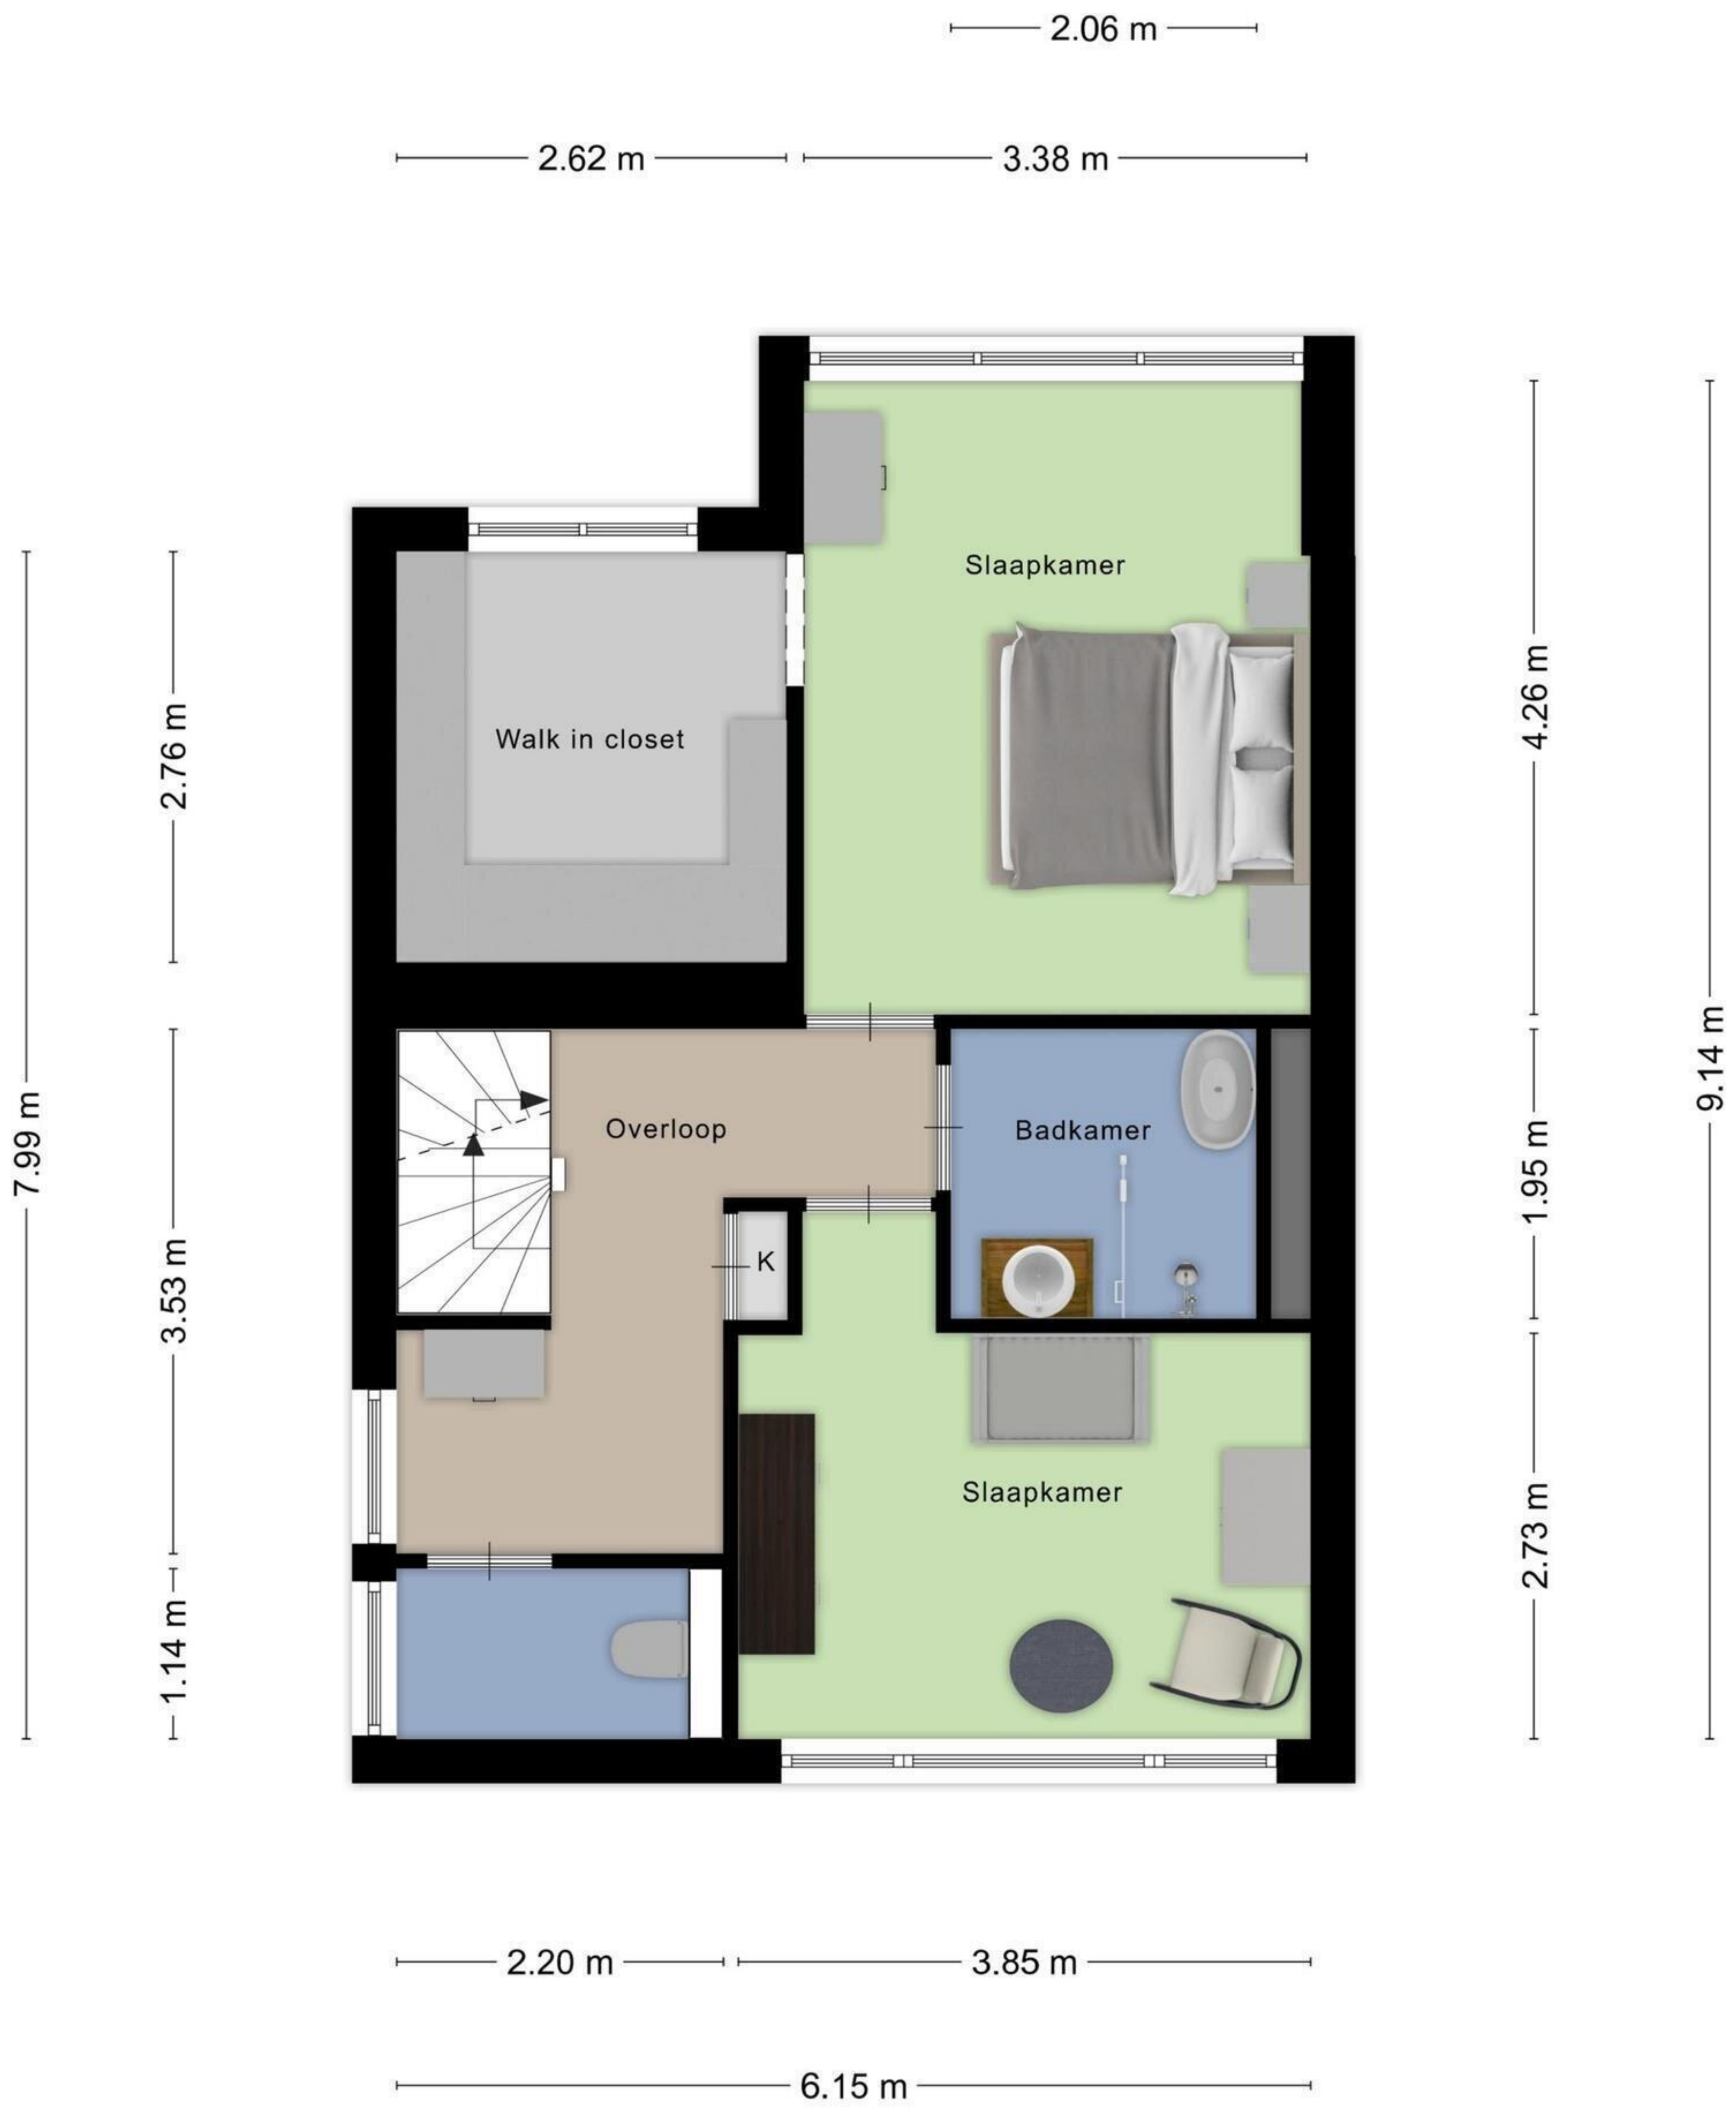 2.06 m
2.62 m
3.38 m
Slaapkamer
Walk in closet
2.76 m
4.26 m
7.99 m
9.14 m
Overloop
Badkamer
1.95 m
3.53 m
K
Slaapkamer
2.73 m
1.14 m
2.20 m
3.85 m
6.15 m